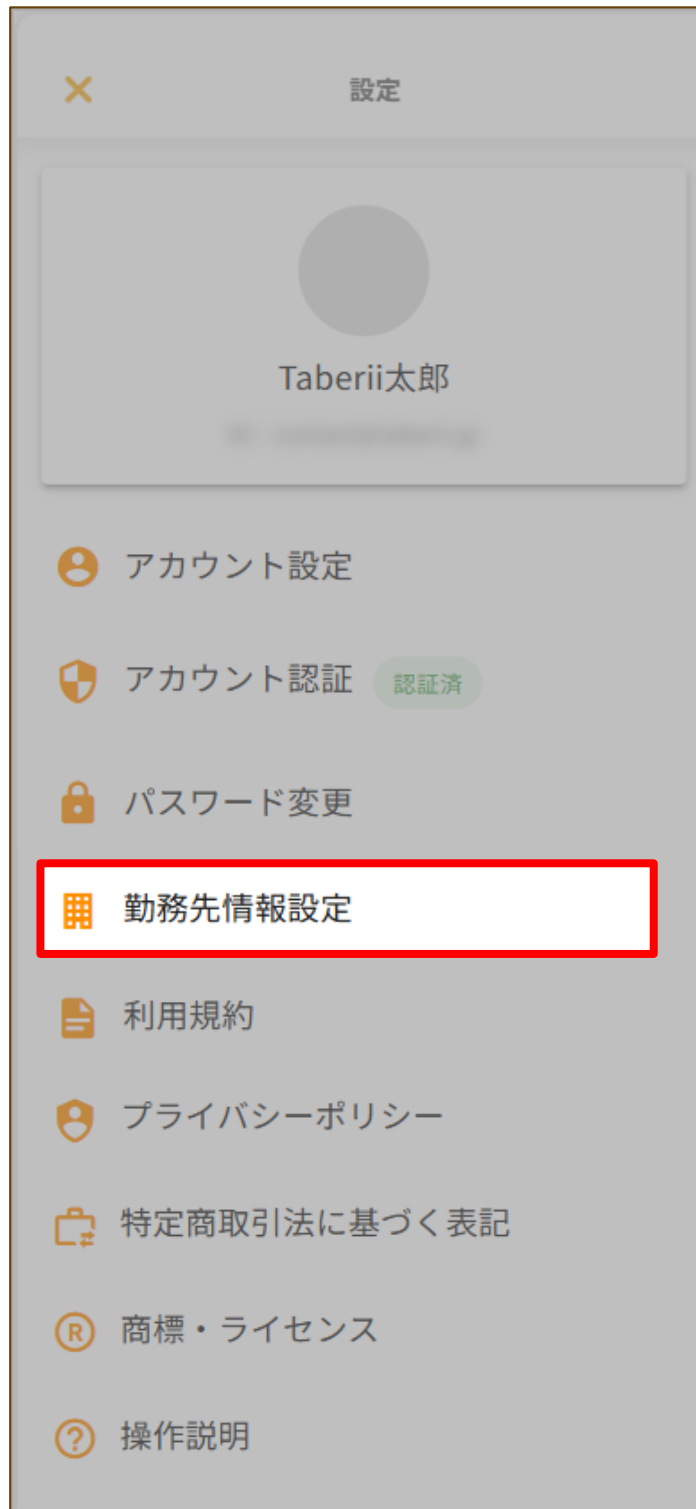 設定
Taberii太郎
アカウント設定
アカウント認証 認証済
パスワード変更
勤務先情報設定
利用規約
プライバシーポリシー
特定商取引法に基づく表記
商標・ライセンス
操作説明